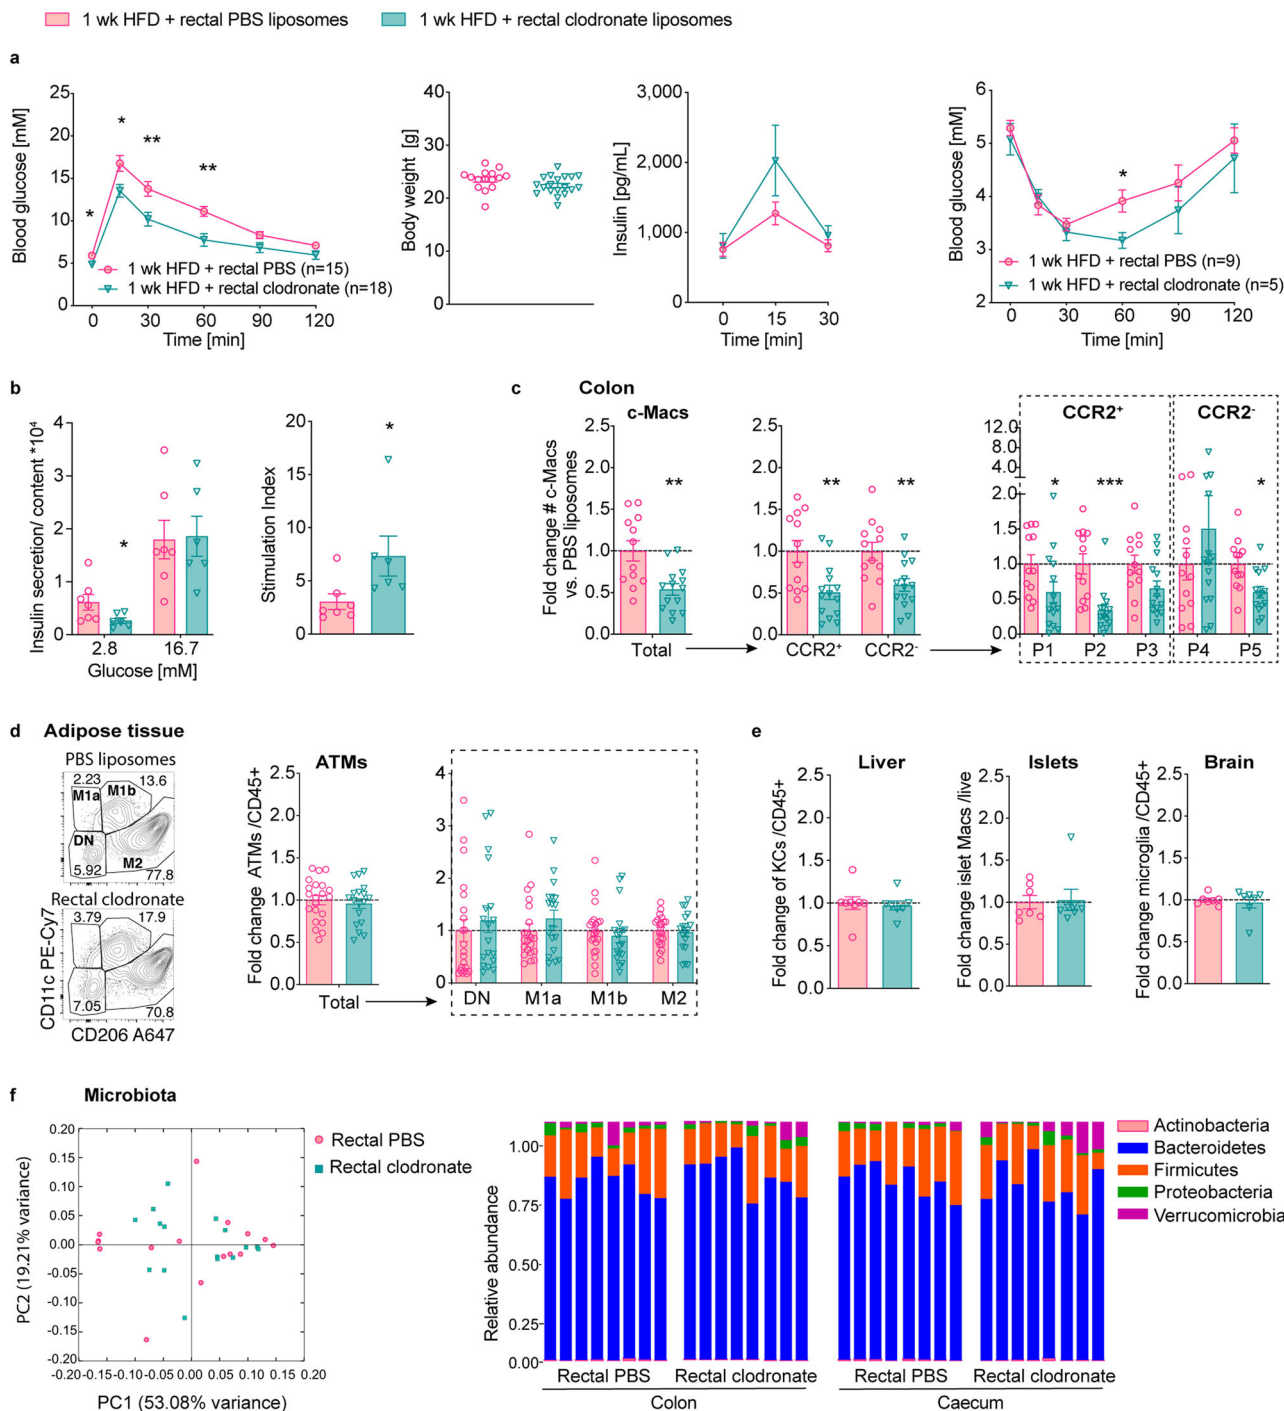 1 wk HFD + rectal PBS liposomes
1 wk HFD + rectal clodronate liposomes
a
Blood glucose [mM]
25
20
15
10
5
0
*
*
**
**
1 wk HFD + rectal PBS (n=15)
1 wk HFD + rectal clodronate (n=18)
0 30 60 90 120
Time [min]
Body weight [g]
40
30
20
10
0
Insulin [pg/mL]
3,000
2,000
1,000
0
0 15 30
Time [min]
Blood glucose [mM]
6
5
4
3
2
*
1 wk HFD + rectal PBS (n=9)
1 wk HFD + rectal clodronate (n=5)
0 30 60 90 120
Time [min]
b
Insulin secretion/ content *10⁴
4
3
2
1
0
*
2.8 16.7
Glucose [mM]
Stimulation Index
20
15
10
5
0
*
c Colon
c-Macs
Fold change # c-Macs
vs. PBS liposomes
2.5
2.0
1.5
1.0
0.5
0.0
**
Total
2.5
2.0
1.5
1.0
0.5
0.0
** **
CCR2⁺ CCR2⁻
CCR2⁺ CCR2⁻
12.0
8.0
4.0
2.0
1.5
1.0
0.5
0.0
* *** *
P1 P2 P3 P4 P5
d Adipose tissue
PBS liposomes
2.23 13.6
M1a M1b
DN
M2
5.92 77.8
Rectal clodronate
3.79 17.9
7.05 70.8
CD11c PE-Cy7
CD206 A647
ATMs
Fold change ATMs /CD45+
2.5
2.0
1.5
1.0
0.5
0.0
Total
4
3
2
1
0
DN M1a M1b M2
e
Liver
Fold change of KCs /CD45+
2.5
2.0
1.5
1.0
0.5
0.0
Islets
Fold change islet Macs /live
2.5
2.0
1.5
1.0
0.5
0.0
Brain
Fold change microglia /CD45+
2.5
2.0
1.5
1.0
0.5
0.0
f Microbiota
PC2 (19.21% variance)
0.20
0.15
0.10
0.05
0.00
-0.05
-0.10
-0.15
-0.20
-0.20 -0.15 -0.10 -0.05 0.00 0.05 0.10 0.15 0.20
PC1 (53.08% variance)
Rectal PBS
Rectal clodronate
Relative abundance
1.00
0.75
0.50
0.25
0.00
Rectal PBS Rectal clodronate Rectal PBS Rectal clodronate
Colon Caecum
Actinobacteria
Bacteroidetes
Firmicutes
Proteobacteria
Verrucomicrobia